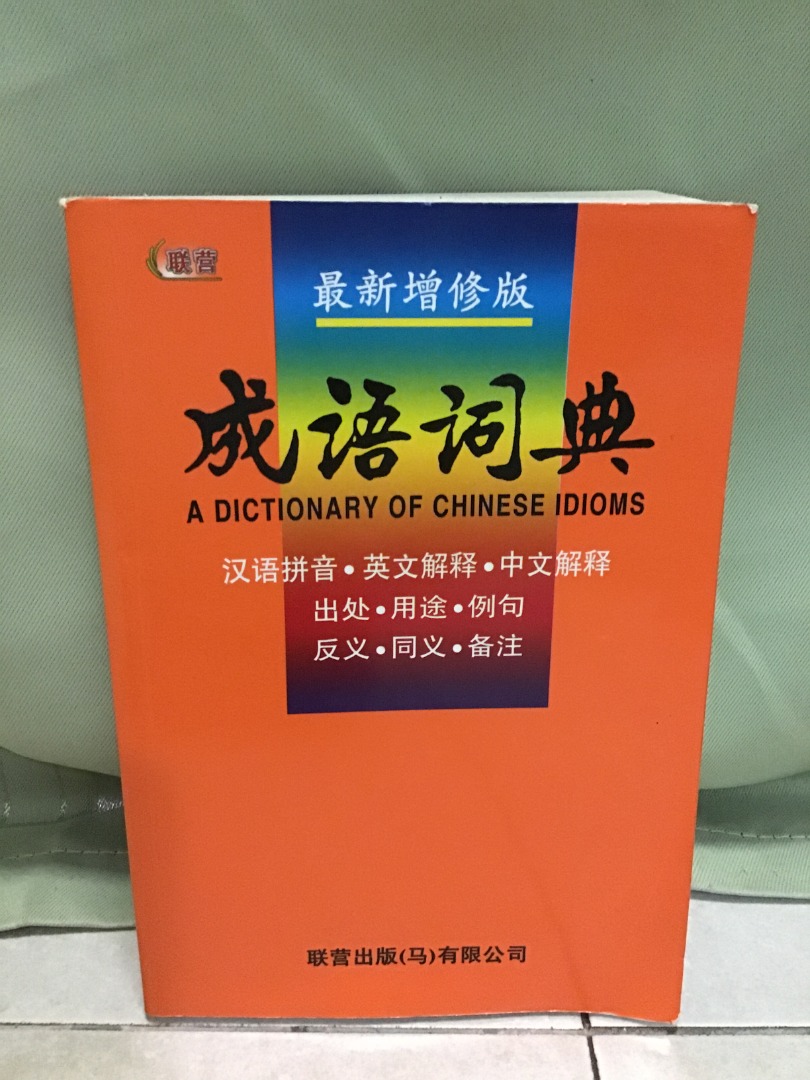 联营
最新增修版
成语词典
A DICTIONARY OF CHINESE IDIOMS
汉语拼音•英文解释•中文解释
出处•用途•例句
反义•同义•备注
联营出版(马)有限公司